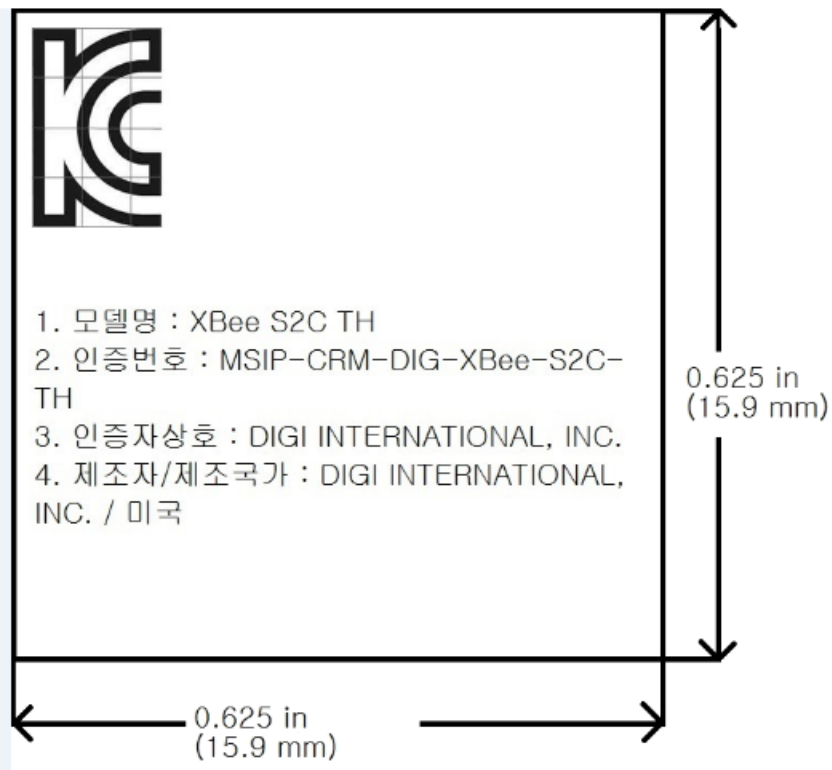 KC
1. 모델명 : XBee S2C TH
2. 인증번호 : MSIP-CRM-DIG-XBee-S2C-
TH
3. 인증자상호 : DIGI INTERNATIONAL, INC.
4. 제조자/제조국가 : DIGI INTERNATIONAL,
INC. / 미국
0.625 in
(15.9 mm)
0.625 in
(15.9 mm)